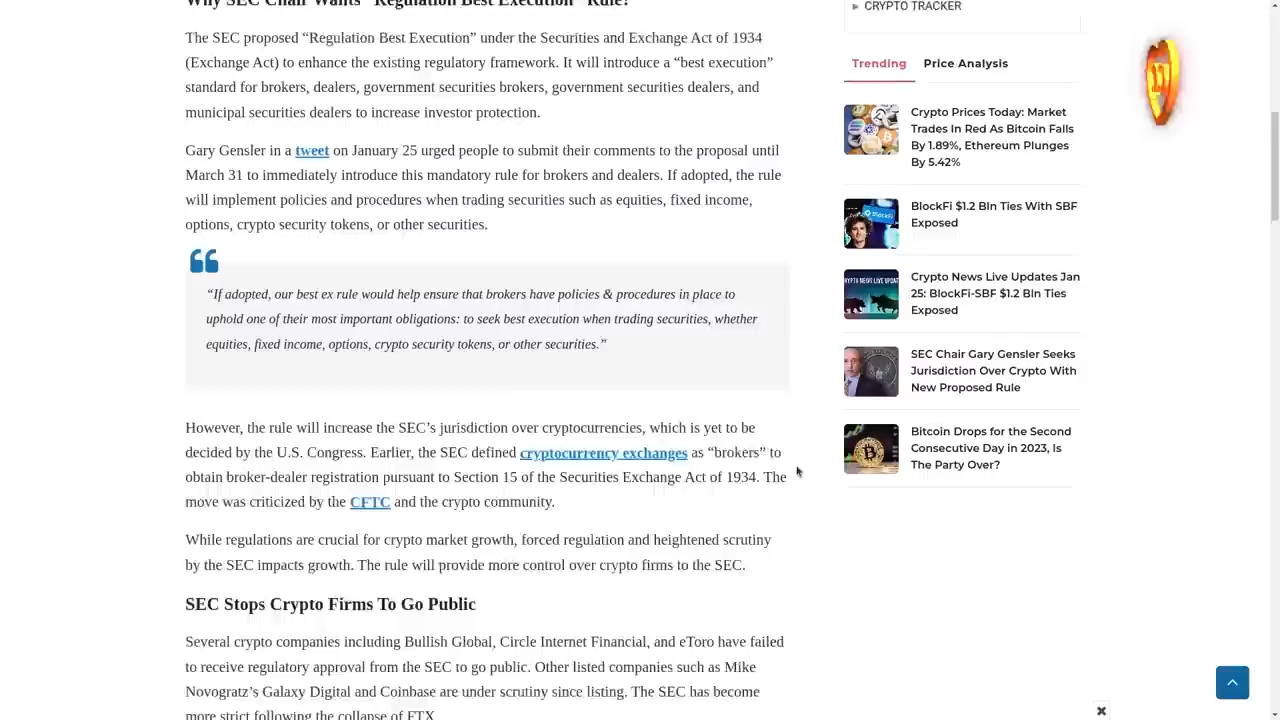 Why SEC Chair Wants “Regulation Best Execution” Rule?
The SEC proposed “Regulation Best Execution” under the Securities and Exchange Act of 1934
(Exchange Act) to enhance the existing regulatory framework. It will introduce a “best execution”
standard for brokers, dealers, government securities brokers, government securities dealers, and
municipal securities dealers to increase investor protection.
Gary Gensler in a tweet on January 25 urged people to submit their comments to the proposal until
March 31 to immediately introduce this mandatory rule for brokers and dealers. If adopted, the rule
will implement policies and procedures when trading securities such as equities, fixed income,
options, crypto security tokens, or other securities.
“If adopted, our best ex rule would help ensure that brokers have policies & procedures in place to
uphold one of their most important obligations: to seek best execution when trading securities, whether
equities, fixed income, options, crypto security tokens, or other securities.”
However, the rule will increase the SEC’s jurisdiction over cryptocurrencies, which is yet to be
decided by the U.S. Congress. Earlier, the SEC defined cryptocurrency exchanges as “brokers” to
obtain broker-dealer registration pursuant to Section 15 of the Securities Exchange Act of 1934. The
move was criticized by the CFTC and the crypto community.
While regulations are crucial for crypto market growth, forced regulation and heightened scrutiny
by the SEC impacts growth. The rule will provide more control over crypto firms to the SEC.
SEC Stops Crypto Firms To Go Public
Several crypto companies including Bullish Global, Circle Internet Financial, and eToro have failed
to receive regulatory approval from the SEC to go public. Other listed companies such as Mike
Novogratz’s Galaxy Digital and Coinbase are under scrutiny since listing. The SEC has become
more strict following the collapse of FTX
CRYPTO TRACKER
Trending
Price Analysis
Crypto Prices Today: Market
Trades In Red As Bitcoin Falls
By 1.89%, Ethereum Plunges
By 5.42%
BlockFi
BlockFi $1.2 Bln Ties With SBF
Exposed
Crypto News Live Updates Jan
25: BlockFi-SBF $1.2 Bln Ties
Exposed
SEC Chair Gary Gensler Seeks
Jurisdiction Over Crypto With
New Proposed Rule
Bitcoin Drops for the Second
Consecutive Day in 2023, Is
The Party Over?